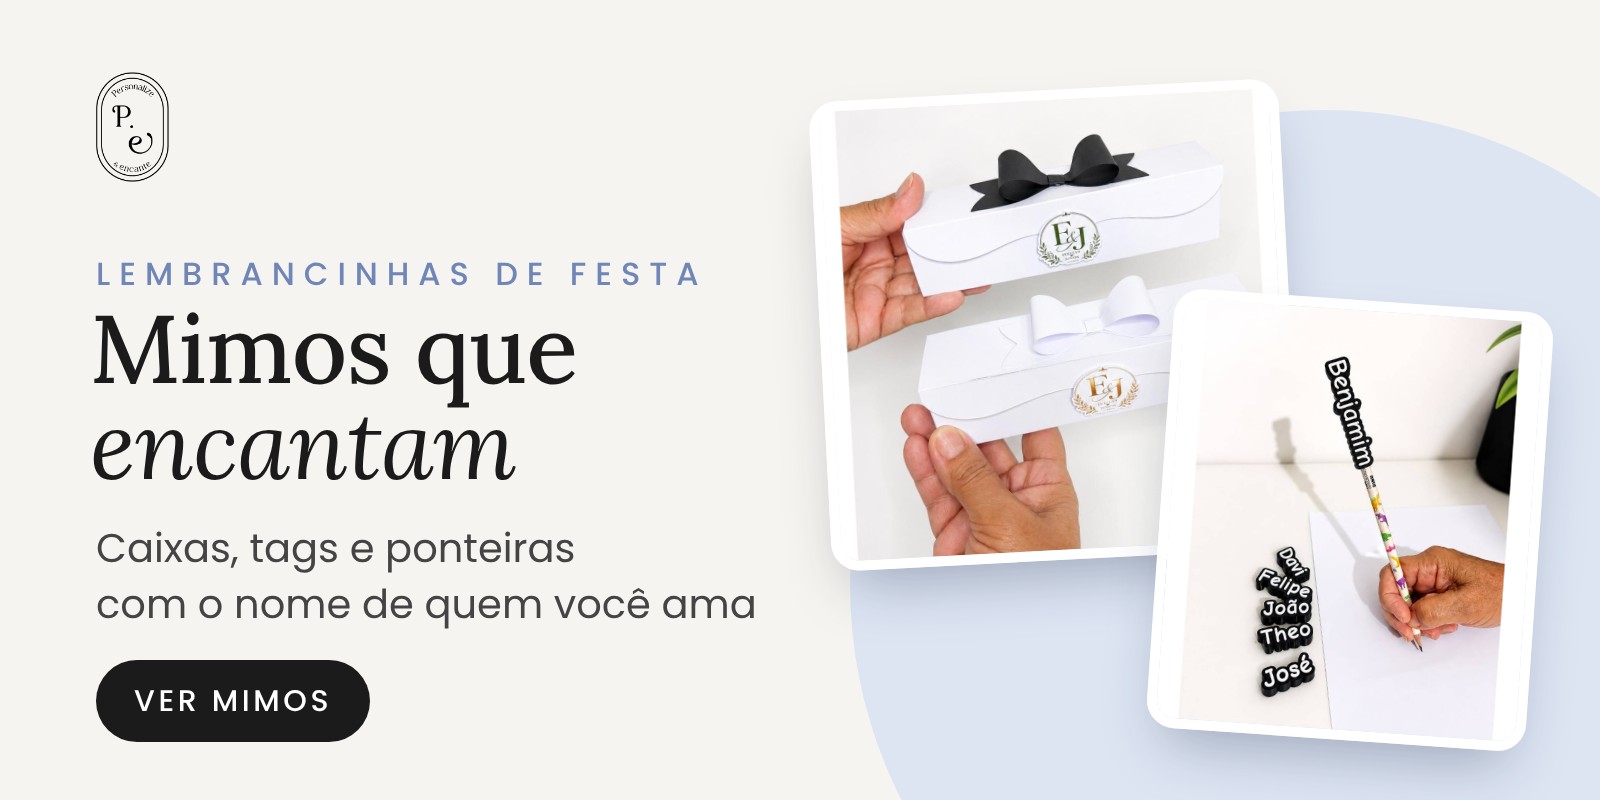 Personalize
P.
e
& encante
LEMBRANCINHAS DE FESTA
Mimos que
encantam
Caixas, tags e ponteiras
com o nome de quem você ama
VER MIMOS
E&J
E&J
Benjamim
Davi
Felipe
João
Theo
José